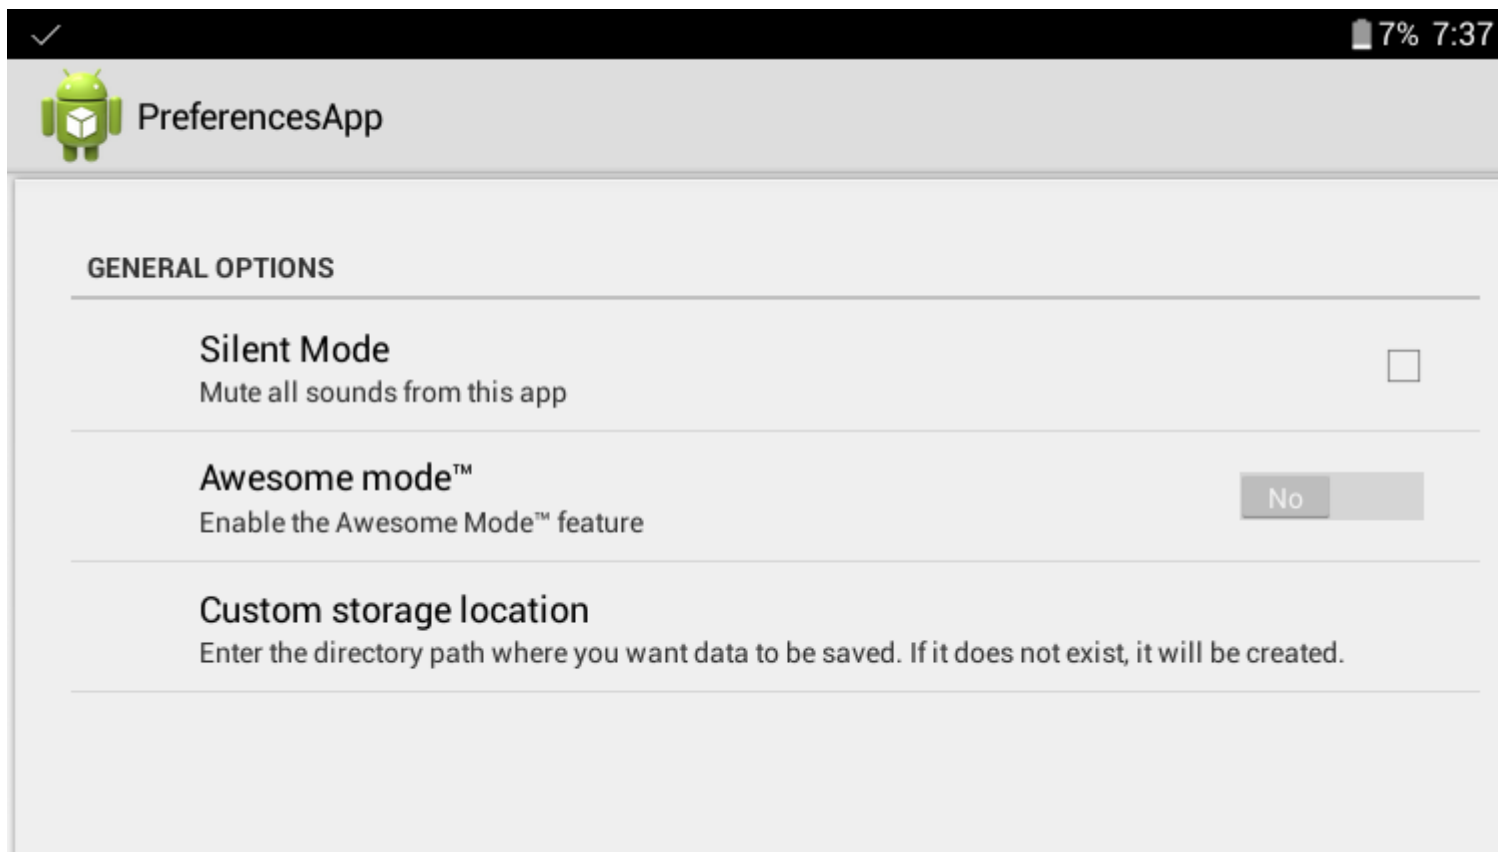 7% 7:37
PreferencesApp
GENERAL OPTIONS
Silent Mode
Mute all sounds from this app
Awesome mode™
Enable the Awesome Mode™ feature
No
Custom storage location
Enter the directory path where you want data to be saved. If it does not exist, it will be created.